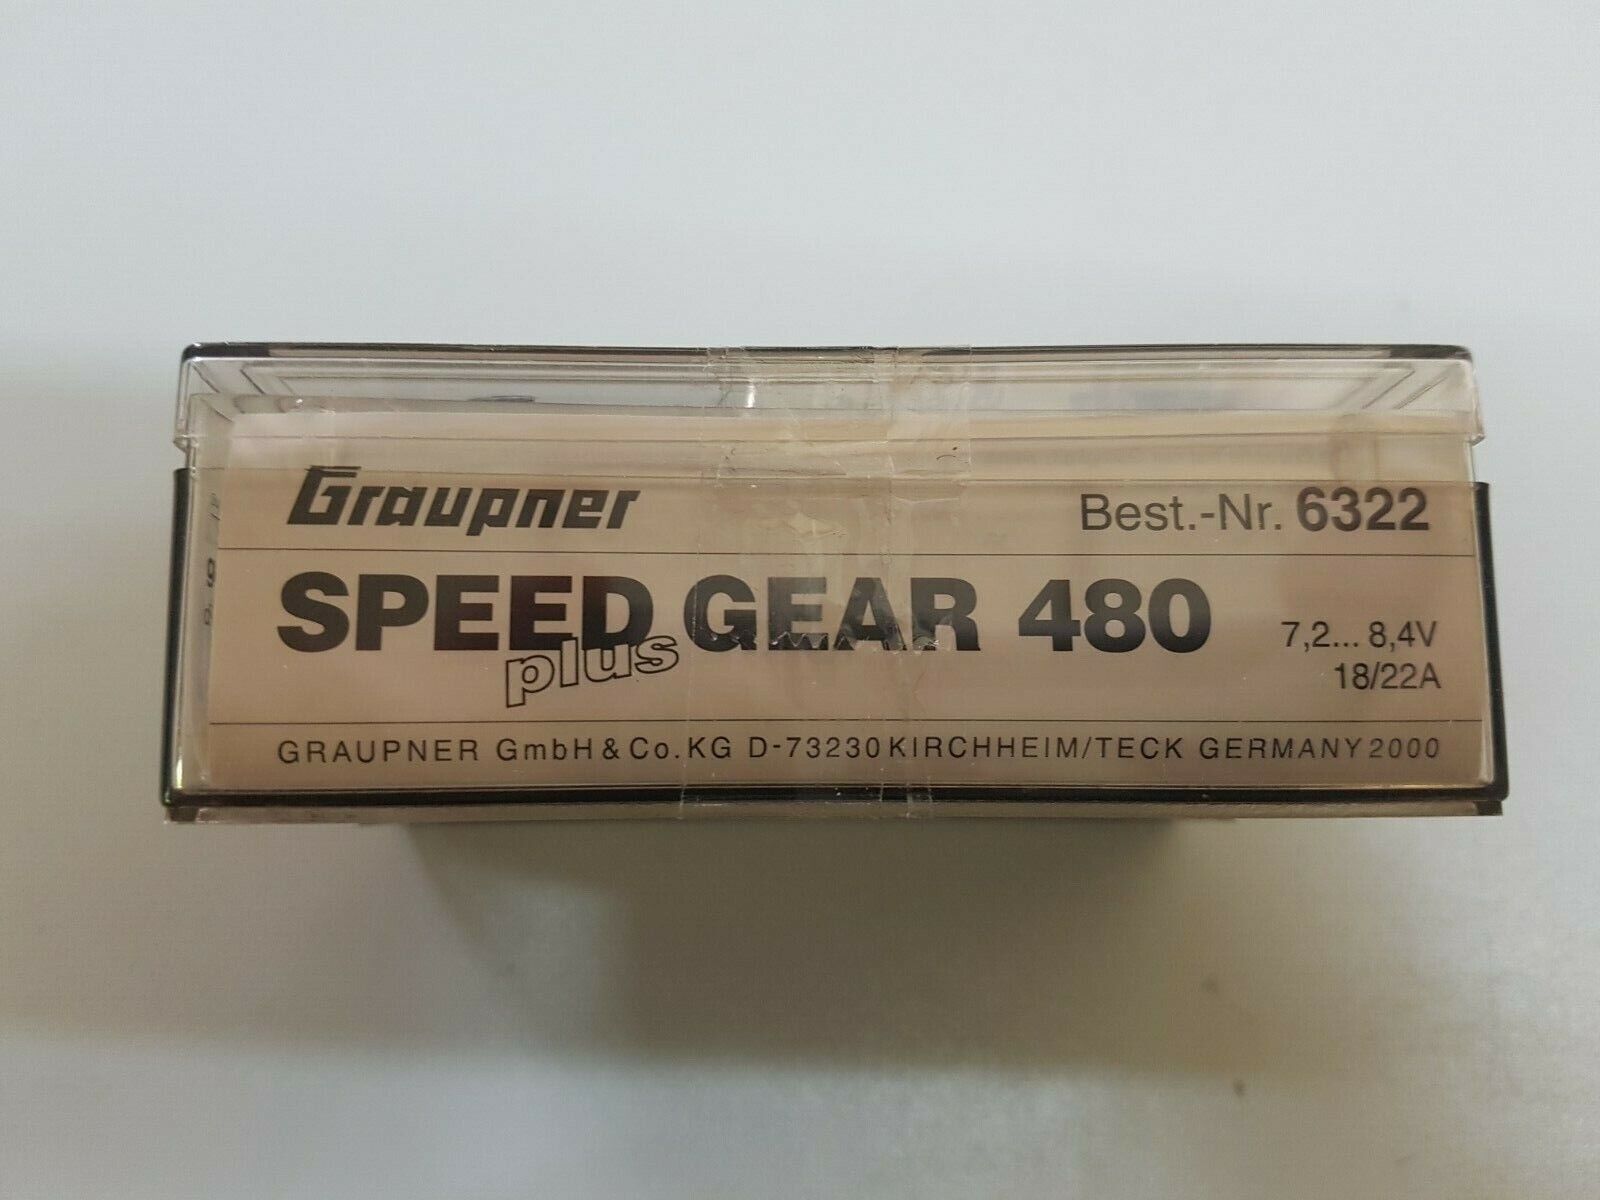 Graupner
Best.-Nr. 6322
SPEED GEAR 480
plus
7,2... 8,4V
18/22A
GRAUPNER GmbH & Co. KG D-73230 KIRCHHEIM/TECK GERMANY 2000